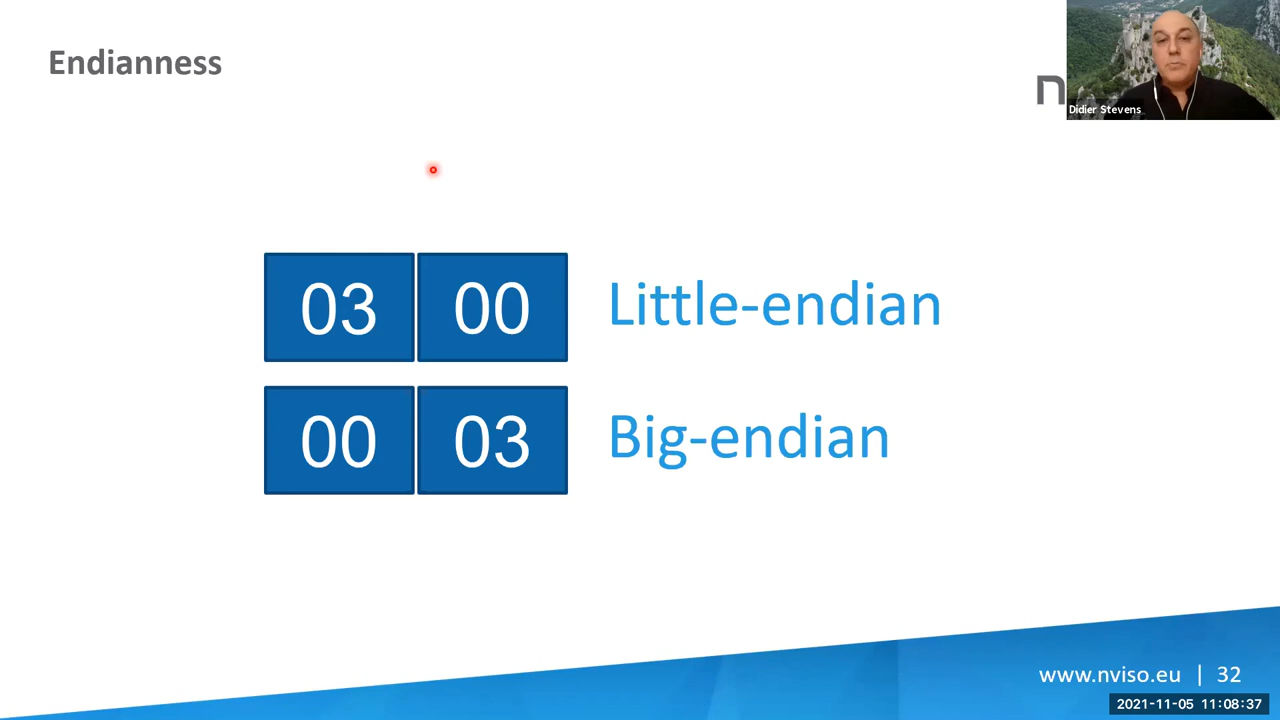 Endianness
n
Didier Stevens
03 00 Little-endian
00 03 Big-endian
www.nviso.eu | 32
2021-11-05 11:08:37